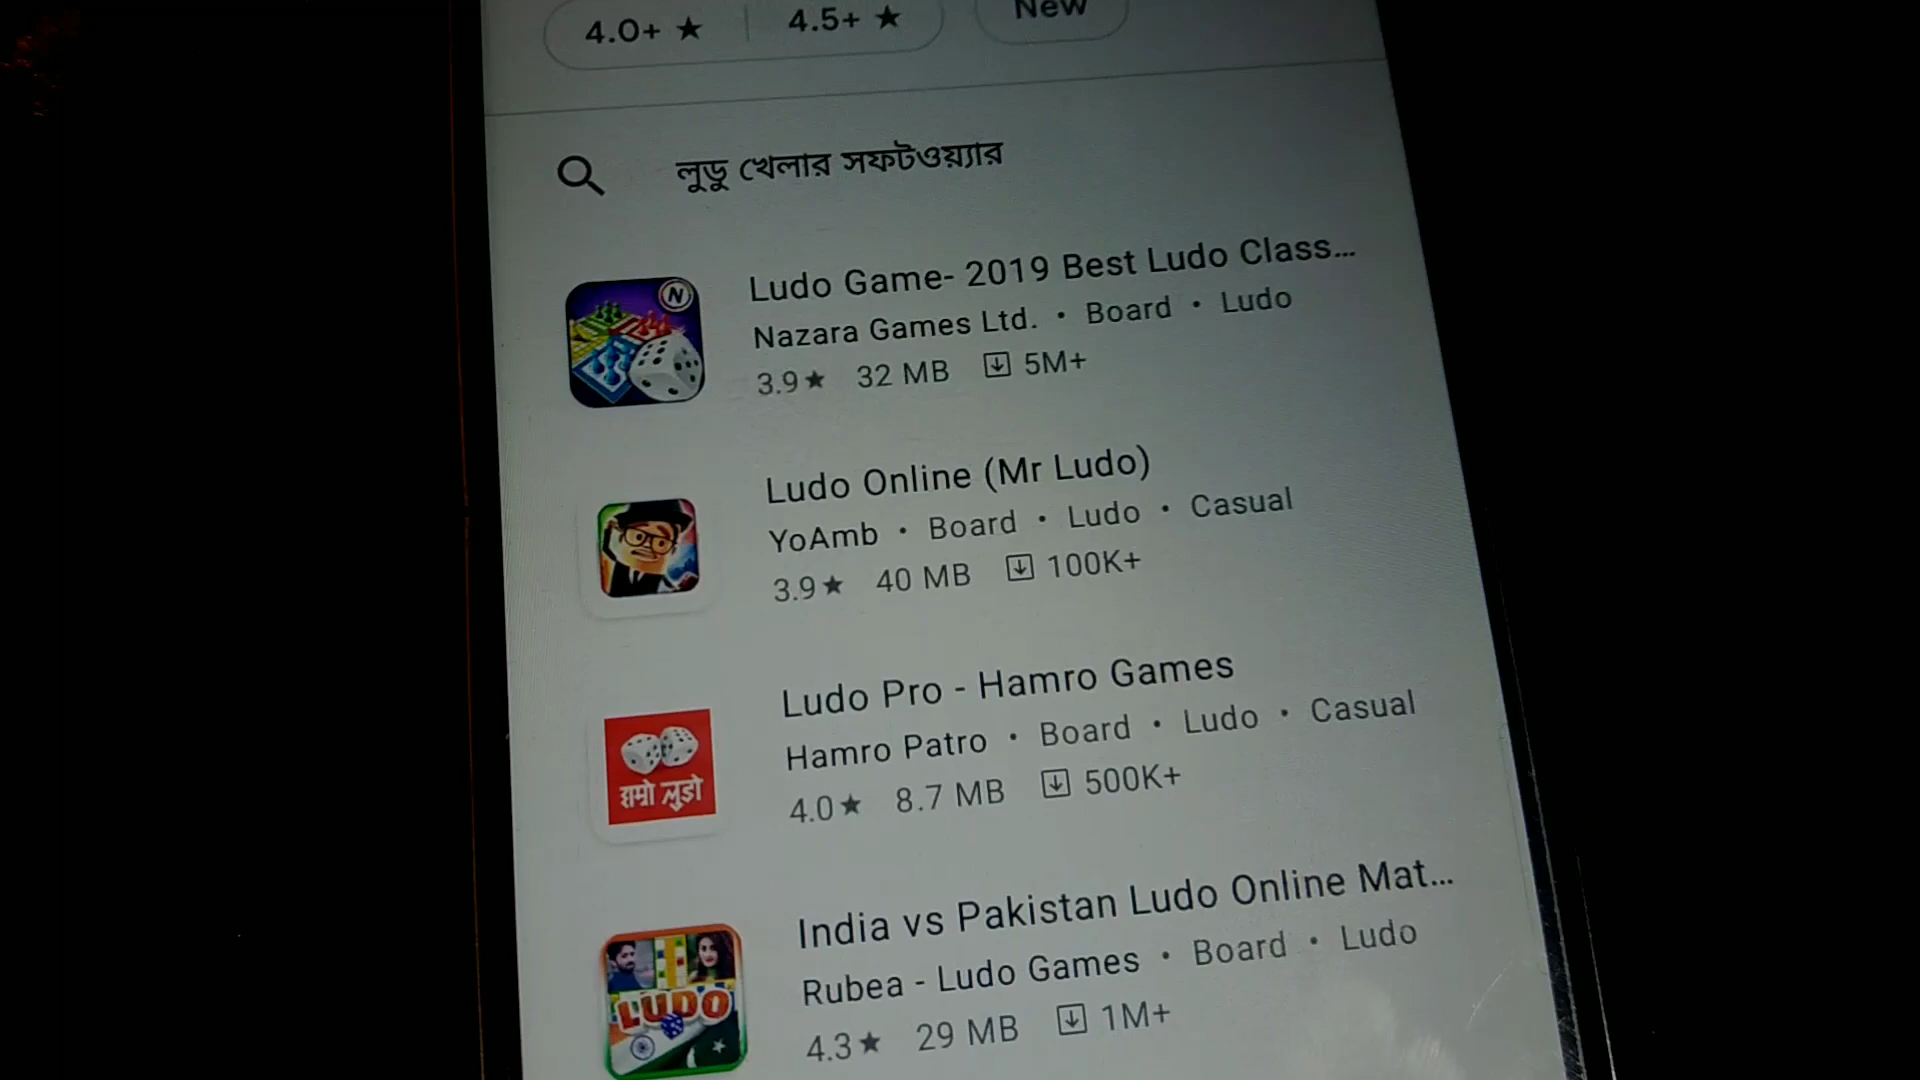 4.0+ ★ 4.5+ ★ New
লুডু খেলার সফটওয়্যার
N
Ludo Game- 2019 Best Ludo Class...
Nazara Games Ltd. • Board • Ludo
3.9★ 32 MB 5M+
Ludo Online (Mr Ludo)
YoAmb • Board • Ludo • Casual
3.9★ 40 MB 100K+
Ludo Pro - Hamro Games
Hamro Patro • Board • Ludo • Casual
4.0★ 8.7 MB 500K+
हाम्रो लुडो
India vs Pakistan Ludo Online Mat...
Rubea - Ludo Games • Board • Ludo
4.3★ 29 MB 1M+
LUDO